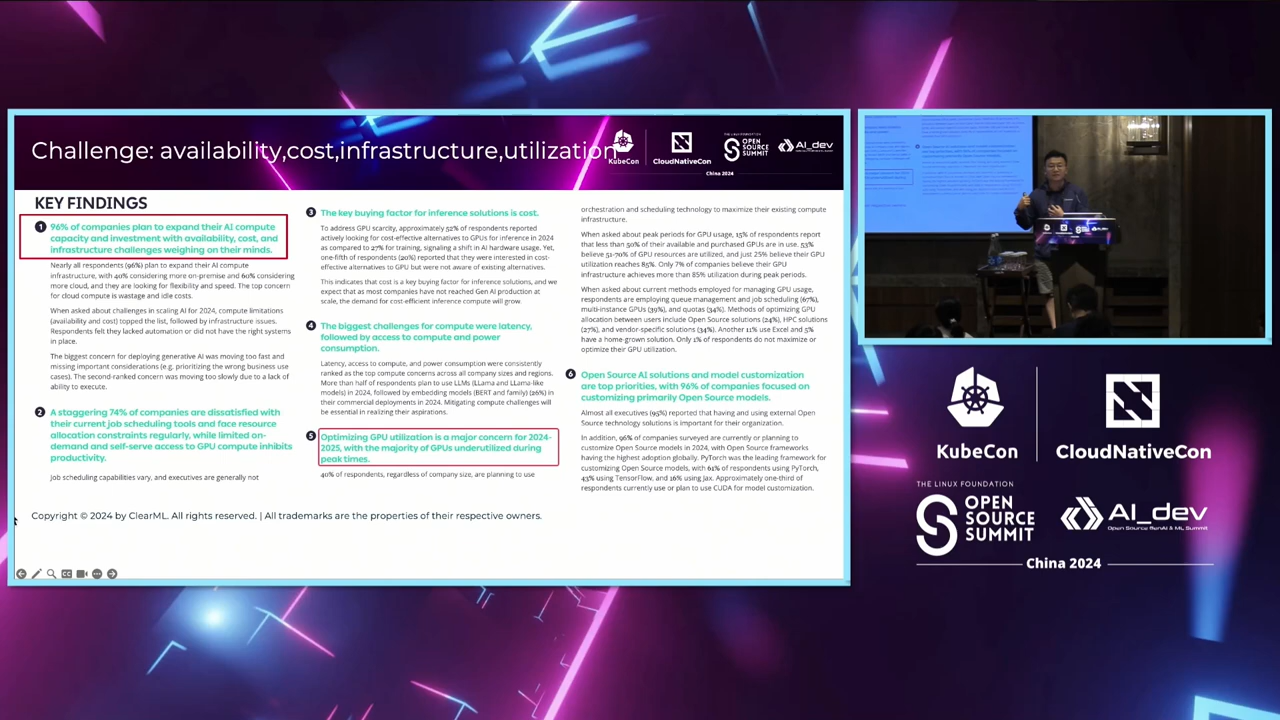 Challenge: availability,cost,infrastructure,utilization
KubeCon
CloudNativeCon
THE LINUX FOUNDATION
OPEN
SOURCE
SUMMIT
AI_dev
China 2024
KEY FINDINGS
1
96% of companies plan to expand their AI compute
capacity and investment with availability, cost, and
infrastructure challenges weighing on their minds.
Nearly all respondents (96%) plan to expand their AI compute
infrastructure, with 40% considering more on-premise and 60% considering
more cloud, and they are looking for flexibility and speed. The top concern
for cloud compute is wastage and idle costs.
When asked about challenges in scaling AI for 2024, compute limitations
(availability and cost) topped the list, followed by infrastructure issues.
Respondents felt they lacked automation or did not have the right systems
in place.
The biggest concern for deploying generative AI was moving too fast and
missing important considerations (e.g. prioritizing the wrong business use
cases). The second-ranked concern was moving too slowly due to a lack of
ability to execute.
2
A staggering 74% of companies are dissatisfied with
their current job scheduling tools and face resource
allocation constraints regularly, while limited on-
demand and self-serve access to GPU compute inhibits
productivity.
Job scheduling capabilities vary, and executives are generally not
3
The key buying factor for inference solutions is cost.
To address GPU scarcity, approximately 52% of respondents reported
actively looking for cost-effective alternatives to GPUs for inference in 2024
as compared to 27% for training, signaling a shift in AI hardware usage. Yet,
one-fifth of respondents (20%) reported that they were interested in cost-
effective alternatives to GPU but were not aware of existing alternatives.
This indicates that cost is a key buying factor for inference solutions, and we
expect that as most companies have not reached Gen AI production at
scale, the demand for cost-efficient inference compute will grow.
4
The biggest challenges for compute were latency,
followed by access to compute and power
consumption.
Latency, access to compute, and power consumption were consistently
ranked as the top compute concerns across all company sizes and regions.
More than half of respondents plan to use LLMs (LLama and LLama-like
models) in 2024, followed by embedding models (BERT and family) (26%) in
their commercial deployments in 2024. Mitigating compute challenges will
be essential in realizing their aspirations.
5
Optimizing GPU utilization is a major concern for 2024-
2025, with the majority of GPUs underutilized during
peak times.
40% of respondents, regardless of company size, are planning to use
orchestration and scheduling technology to maximize their existing compute
infrastructure.
When asked about peak periods for GPU usage, 15% of respondents report
that less than 50% of their available and purchased GPUs are in use. 53%
believe 51-70% of GPU resources are utilized, and just 25% believe their GPU
utilization reaches 85%. Only 7% of companies believe their GPU
infrastructure achieves more than 85% utilization during peak periods.
When asked about current methods employed for managing GPU usage,
respondents are employing queue management and job scheduling (67%),
multi-instance GPUs (39%), and quotas (34%). Methods of optimizing GPU
allocation between users include Open Source solutions (24%), HPC solutions
(27%), and vendor-specific solutions (34%). Another 11% use Excel and 5%
have a home-grown solution. Only 1% of respondents do not maximize or
optimize their GPU utilization.
6
Open Source AI solutions and model customization
are top priorities, with 96% of companies focused on
customizing primarily Open Source models.
Almost all executives (95%) reported that having and using external Open
Source technology solutions is important for their organization.
In addition, 96% of companies surveyed are currently or planning to
customize Open Source models in 2024, with Open Source frameworks
having the highest adoption globally. PyTorch was the leading framework for
customizing Open Source models, with 61% of respondents using PyTorch,
43% using TensorFlow, and 16% using Jax. Approximately one-third of
respondents currently use or plan to use CUDA for model customization.
Copyright © 2024 by ClearML. All rights reserved. | All trademarks are the properties of their respective owners.
CC
KubeCon
CloudNativeCon
THE LINUX FOUNDATION
OPEN
SOURCE
SUMMIT
AI_dev
Open Source GenAI & ML Summit
China 2024